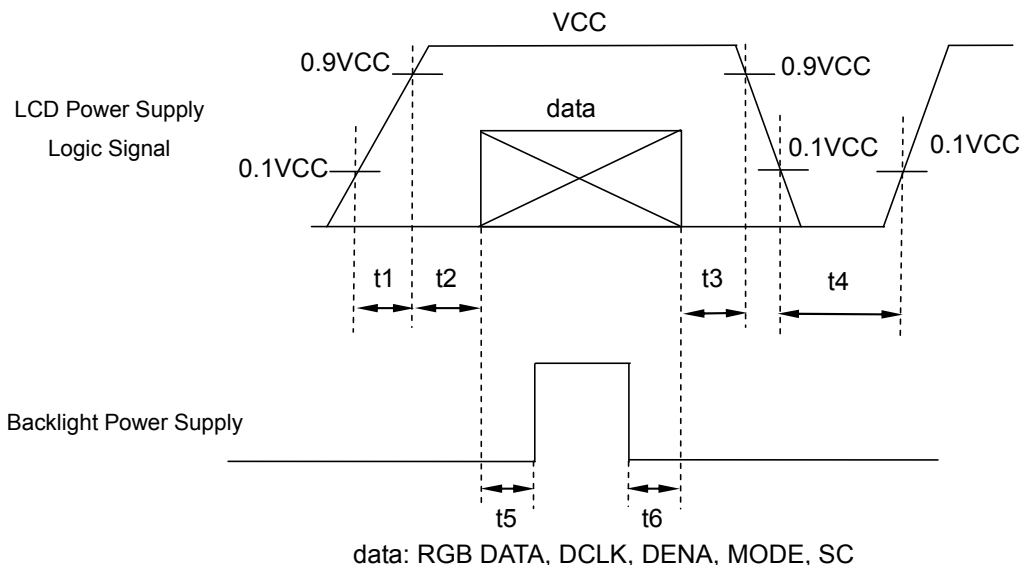 VCC
0.9VCC
0.9VCC
LCD Power Supply
Logic Signal
data
0.1VCC
0.1VCC
0.1VCC
t1
t2
t3
t4
Backlight Power Supply
t5
t6
data: RGB DATA, DCLK, DENA, MODE, SC